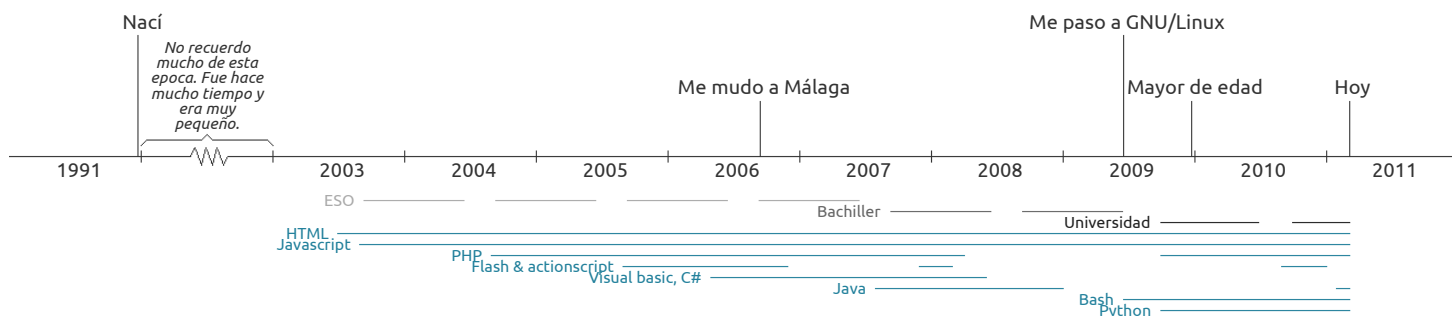 Nací
Me paso a GNU/Linux
No recuerdo
mucho de esta
epoca. Fue hace
mucho tiempo y
era muy
pequeño.
Me mudo a Málaga
Mayor de edad
Hoy
1991
2003
2004
2005
2006
2007
2008
2009
2010
2011
ESO
Bachiller
Universidad
HTML
Javascript
PHP
Flash & actionscript
Visual basic, C#
Java
Bash
Python